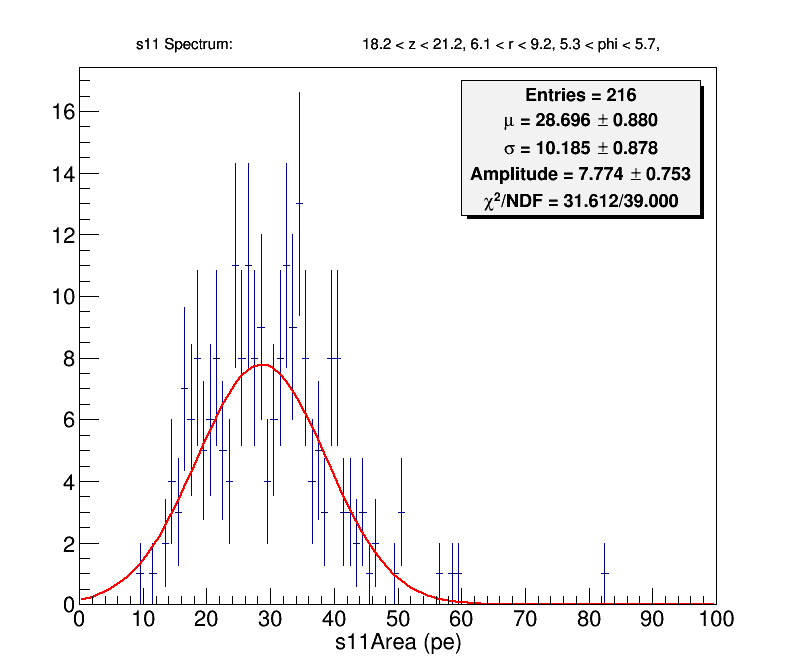 s11 Spectrum: 18.2 < z < 21.2, 6.1 < r < 9.2, 5.3 < phi < 5.7,
Entries = 216
μ = 28.696 ± 0.880
σ = 10.185 ± 0.878
Amplitude = 7.774 ± 0.753
χ²/NDF = 31.612/39.000
16
14
12
10
8
6
4
2
0
0 10 20 30 40 50 60 70 80 90 100
s11Area (pe)